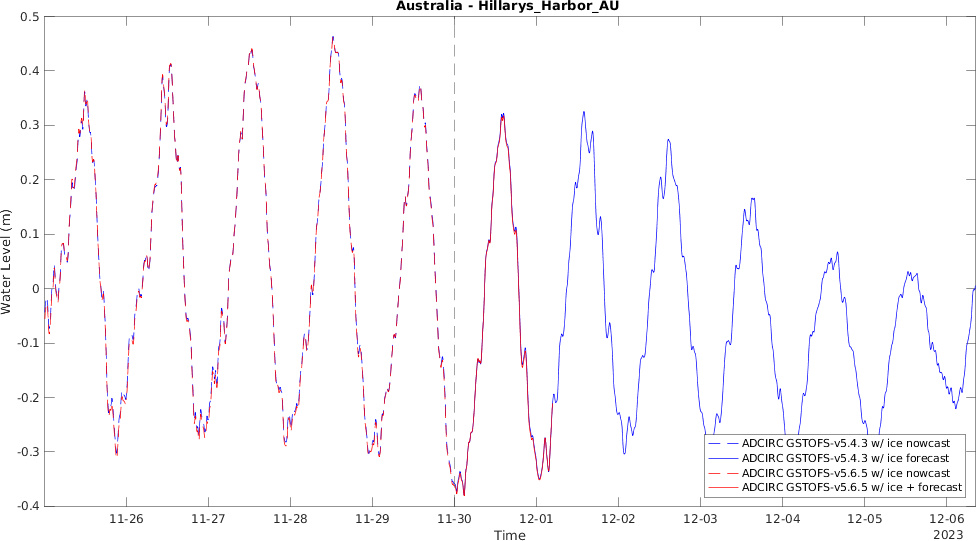 Australia - Hillarys_Harbor_AU
Water Level (m)
0.5
0.4
0.3
0.2
0.1
0
-0.1
-0.2
-0.3
-0.4
ADCIRC GSTOFS-v5.4.3 w/ ice nowcast
ADCIRC GSTOFS-v5.4.3 w/ ice forecast
ADCIRC GSTOFS-v5.6.5 w/ ice nowcast
ADCIRC GSTOFS-v5.6.5 w/ ice + forecast
11-26 11-27 11-28 11-29 11-30 12-01 12-02 12-03 12-04 12-05 12-06
Time
2023